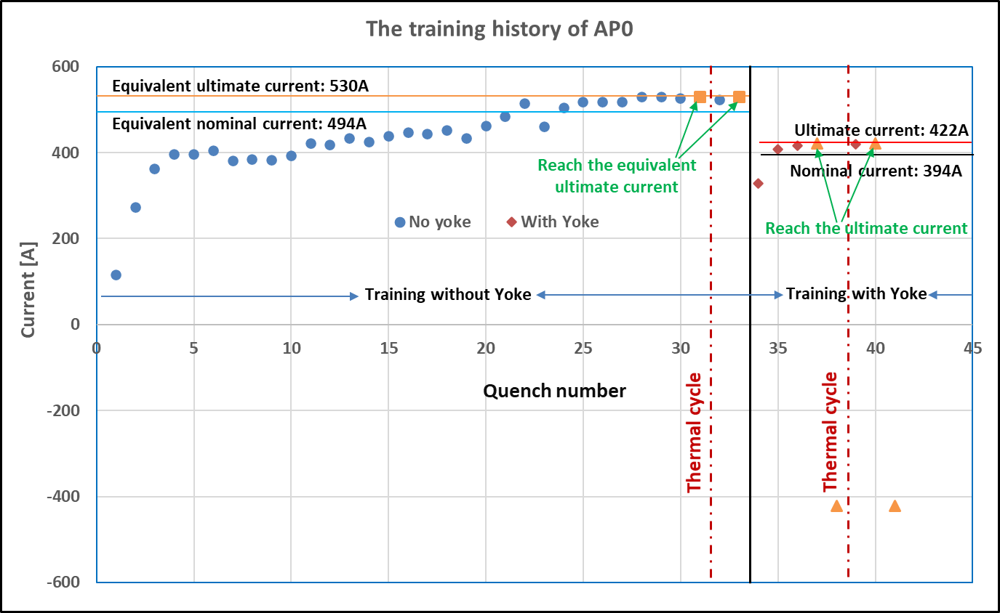 The training history of AP0
600
Equivalent ultimate current: 530A
Equivalent nominal current: 494A
Ultimate current: 422A
400
Reach the equivalent
ultimate current
Nominal current: 394A
No yoke
With Yoke
Reach the ultimate current
200
Training without Yoke
Training with Yoke
Current [A]
0
0 5 10 15 20 25 30 35 40 45
Quench number
Thermal cycle
Thermal cycle
-200
-400
-600